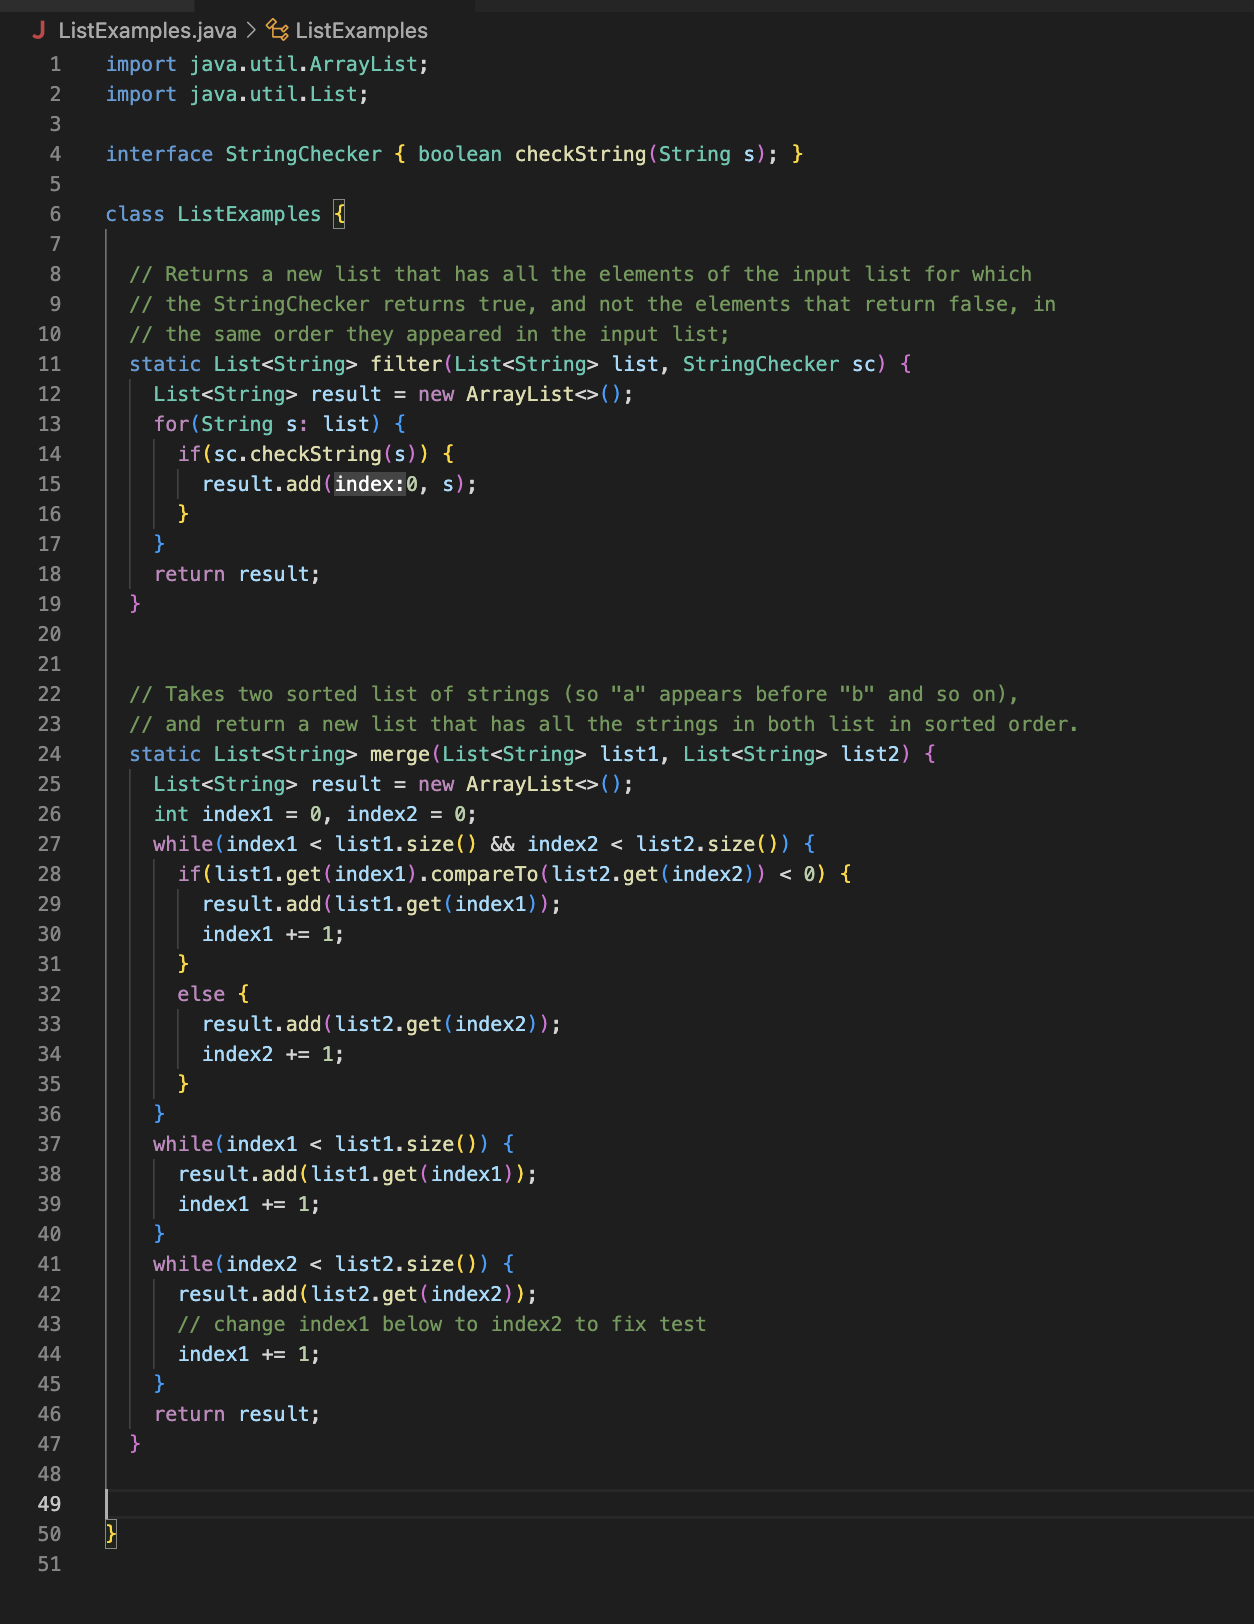 J ListExamples.java > ListExamples
1 import java.util.ArrayList;
2 import java.util.List;
3
4 interface StringChecker { boolean checkString(String s); }
5
6 class ListExamples {
7
8   // Returns a new list that has all the elements of the input list for which
9   // the StringChecker returns true, and not the elements that return false, in
10   // the same order they appeared in the input list;
11   static List<String> filter(List<String> list, StringChecker sc) {
12     List<String> result = new ArrayList<>();
13     for(String s: list) {
14       if(sc.checkString(s)) {
15         result.add(index:0, s);
16       }
17     }
18     return result;
19   }
20
21
22   // Takes two sorted list of strings (so "a" appears before "b" and so on),
23   // and return a new list that has all the strings in both list in sorted order.
24   static List<String> merge(List<String> list1, List<String> list2) {
25     List<String> result = new ArrayList<>();
26     int index1 = 0, index2 = 0;
27     while(index1 < list1.size() && index2 < list2.size()) {
28       if(list1.get(index1).compareTo(list2.get(index2)) < 0) {
29         result.add(list1.get(index1));
30         index1 += 1;
31       }
32       else {
33         result.add(list2.get(index2));
34         index2 += 1;
35       }
36     }
37     while(index1 < list1.size()) {
38       result.add(list1.get(index1));
39       index1 += 1;
40     }
41     while(index2 < list2.size()) {
42       result.add(list2.get(index2));
43       // change index1 below to index2 to fix test
44       index1 += 1;
45     }
46     return result;
47   }
48
49
50 }
51